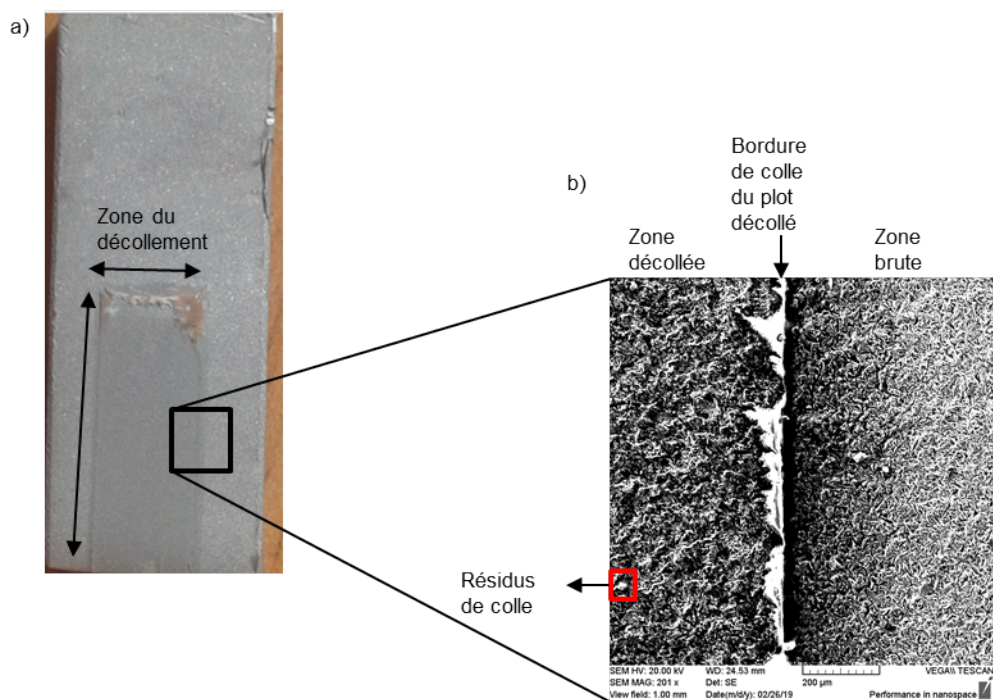 a)
Zone du
décollement
b)
Bordure
de colle
du plot
décollé
Zone
décollée
Zone
brute
Résidus
de colle
SEM HV: 20.00 kV WD: 24.53 mm VEGA\\ TESCAN
SEM MAG: 201 x Det: SE 200 µm
View field: 1.00 mm Date(m/d/y): 02/26/19 Performance in nanospace